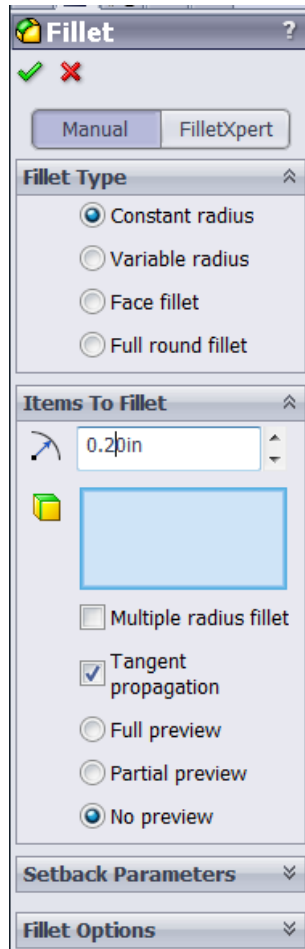 Fillet ?
Manual FilletXpert
Fillet Type
Constant radius
Variable radius
Face fillet
Full round fillet
Items To Fillet
0.20in
Multiple radius fillet
Tangent
propagation
Full preview
Partial preview
No preview
Setback Parameters
Fillet Options